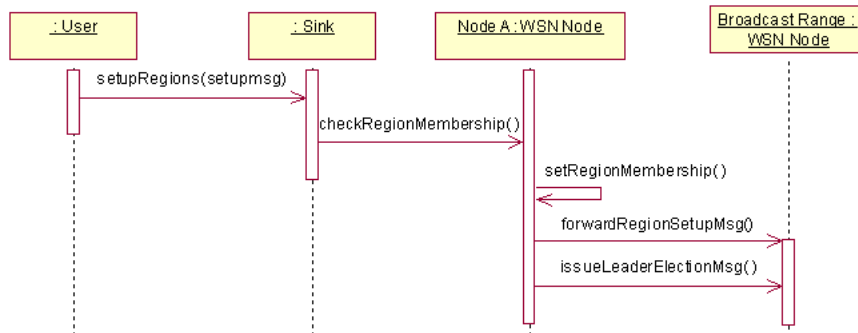 : User
: Sink
Node A : WSN Node
Broadcast Range :
WSN Node
setupRegions(setupmsg)
checkRegionMembership()
setRegionMembership()
forwardRegionSetupMsg()
issueLeaderElectionMsg()